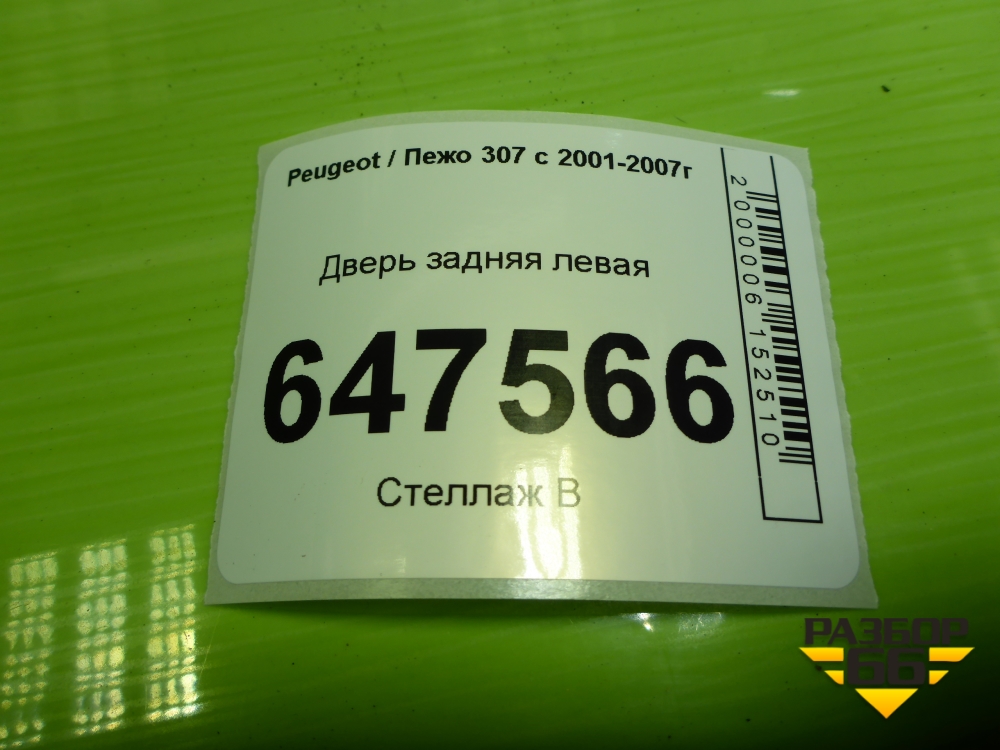 Peugeot / Пежо 307 с 2001-2007г
Дверь задняя левая
647566
Стеллаж В
2000006152510
РАЗБОР
66